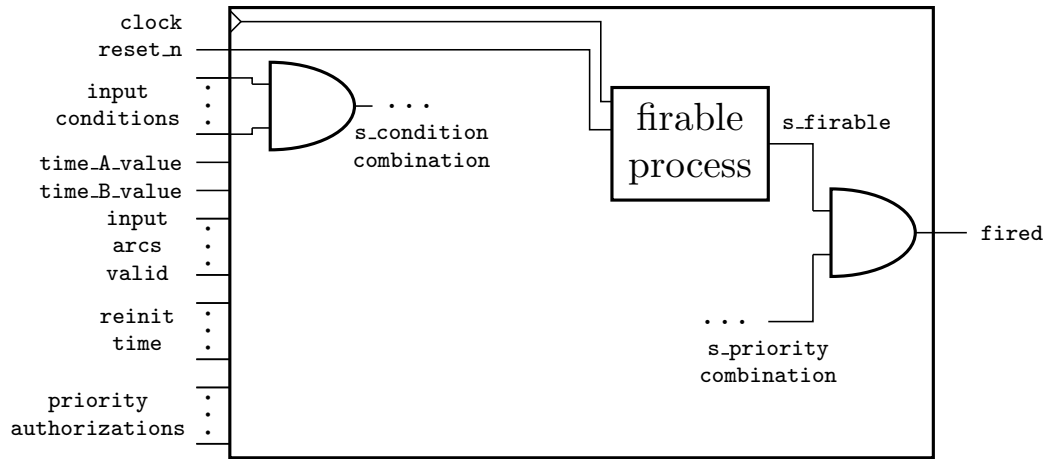 clock
reset_n
input
conditions
time_A_value
time_B_value
input
arcs
valid
reinit
time
priority
authorizations
. . .
s_condition
combination
firable
process
s_firable
. . .
s_priority
combination
fired